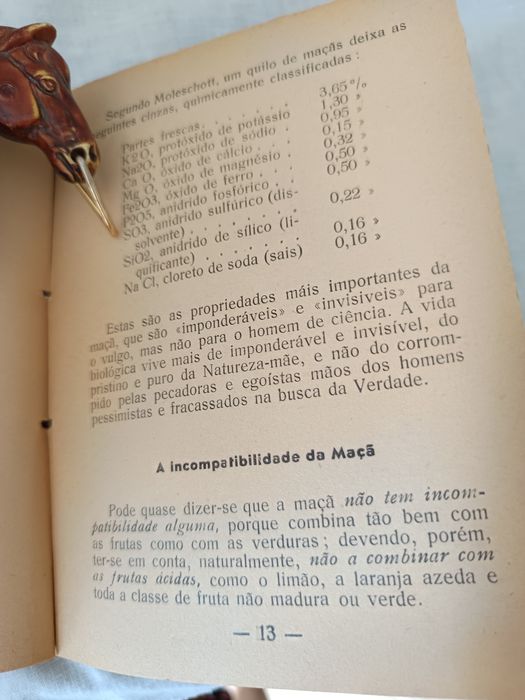 Segundo Moleschott, um quilo de maçãs deixa as
seguintes cinzas, quimicamente classificadas :
Partes frescas. . . . . . . . 3,65 %
K2O, protóxido de potássio 1,30 »
Na2O, protóxido de sódio . 0,95 »
Ca O, óxido de cálcio . . . 0,15 »
Mg O, óxido de magnésio . 0,32 »
Fe2O3, óxido de ferro . . . 0,50 »
P2O5, anidrido fosfórico . . 0,50 »
SO3, anidrido sulfúrico (dis-
solvente) . . . . . . . . 0,22 »
SiO2, anidrido de sílico (li-
quificante) . . . . . . . 0,16 »
Na Cl, cloreto de soda (sais) 0,16 »
Estas são as propriedades máis importantes da
maçã, que são «imponderáveis» e «invisíveis» para
o vulgo, mas não para o homem de ciência. A vida
biológica vive mais de imponderável e invisível, do
pristino e puro da Natureza-mãe, e não do corrom-
pido pelas pecadoras e egoístas mãos dos homens
pessimistas e fracassados na busca da Verdade.
A incompatibilidade da Maçã
Pode quase dizer-se que a maçã não tem incom-
patibilidade alguma, porque combina tão bem com
as frutas como com as verduras ; devendo, porém,
ter-se em conta, naturalmente, não a combinar com
as frutas ácidas, como o limão, a laranja azeda e
toda a classe de fruta não madura ou verde.
— 13 —